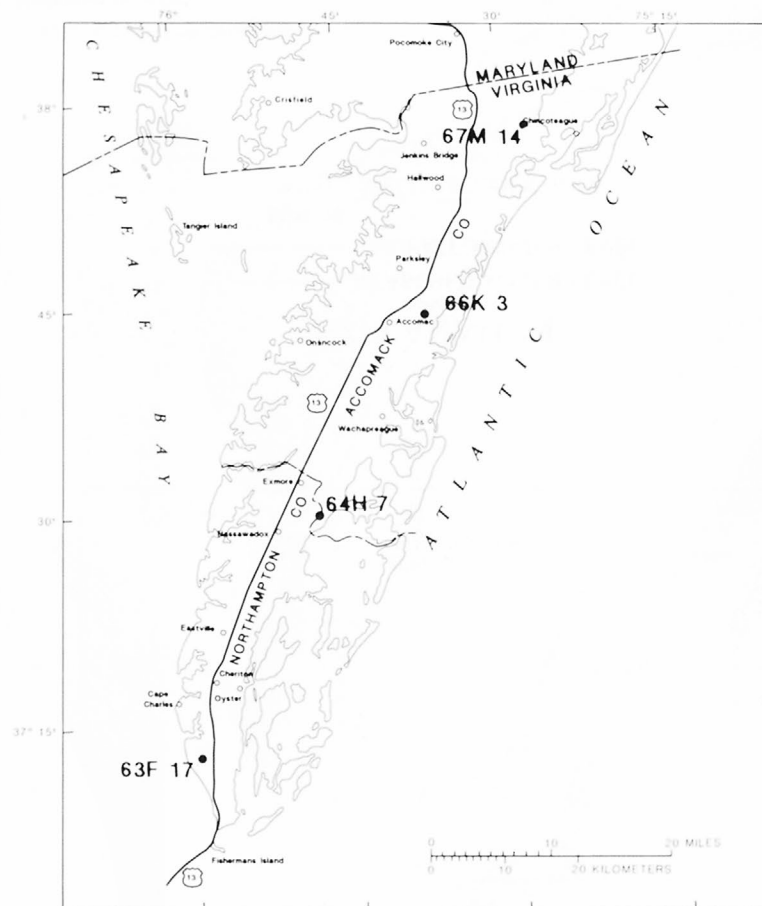 76°
45'
30'
75° 15'
Pocomoke City
MARYLAND
VIRGINIA
Crisfield
38°
13
Chincoteague
67M 14
Jenkins Bridge
Hallwood
CHESAPEAKE BAY
ATLANTIC OCEAN
Tangier Island
CO
Parksley
66K 3
45'
Accomac
Onancock
ACCOMACK
13
Wachapreague
Exmore
64H 7
CO
30'
Nassawadox
NORTHAMPTON
Eastville
Cheriton
Cape
Charles
Oyster
37° 15'
63F 17
0 10 20 MILES
0 10 20 KILOMETERS
Fishermans Island
13